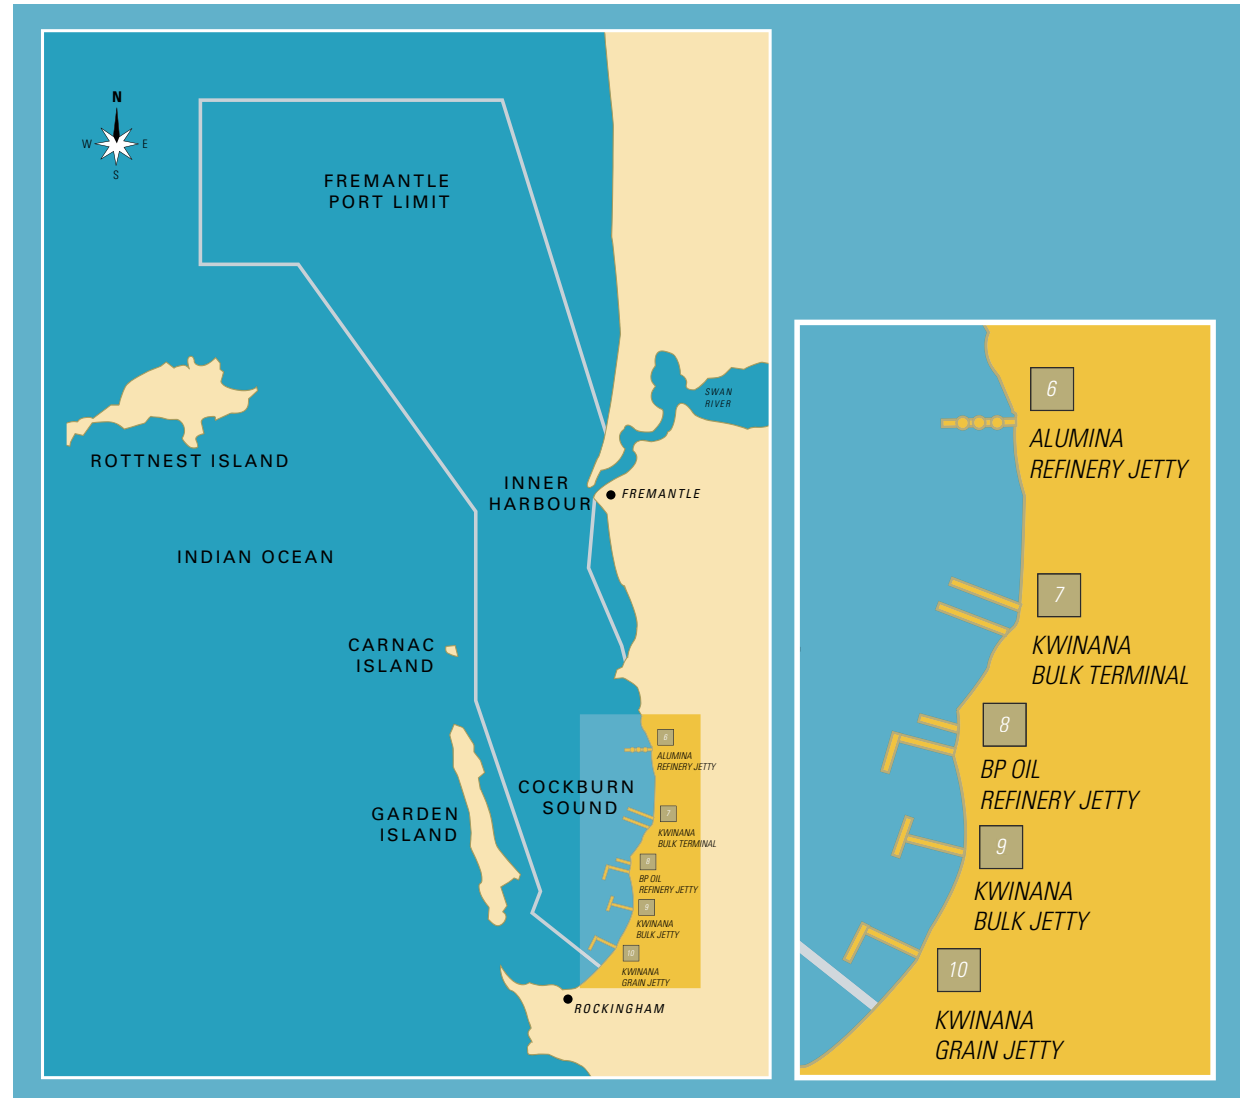 N
W
E
S
FREMANTLE
PORT LIMIT
SWAN
RIVER
ROTTNEST ISLAND
INNER
HARBOUR
FREMANTLE
INDIAN OCEAN
CARNAC
ISLAND
GARDEN
ISLAND
COCKBURN
SOUND
6
ALUMINA
REFINERY JETTY
7
KWINANA
BULK TERMINAL
8
BP OIL
REFINERY JETTY
9
KWINANA
BULK JETTY
10
KWINANA
GRAIN JETTY
ROCKINGHAM
6
ALUMINA
REFINERY JETTY
7
KWINANA
BULK TERMINAL
8
BP OIL
REFINERY JETTY
9
KWINANA
BULK JETTY
10
KWINANA
GRAIN JETTY